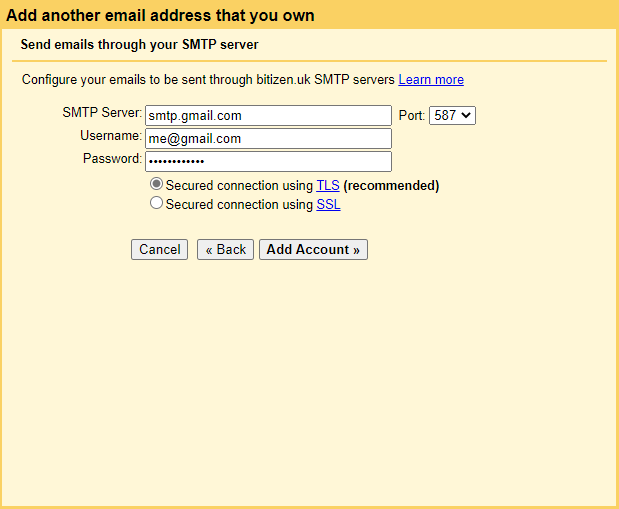 Add another email address that you own
Send emails through your SMTP server
Configure your emails to be sent through bitizen.uk SMTP servers Learn more
SMTP Server: smtp.gmail.com Port: 587
Username: me@gmail.com
Password: ••••••••••••
Secured connection using TLS (recommended)
Secured connection using SSL
Cancel « Back Add Account »